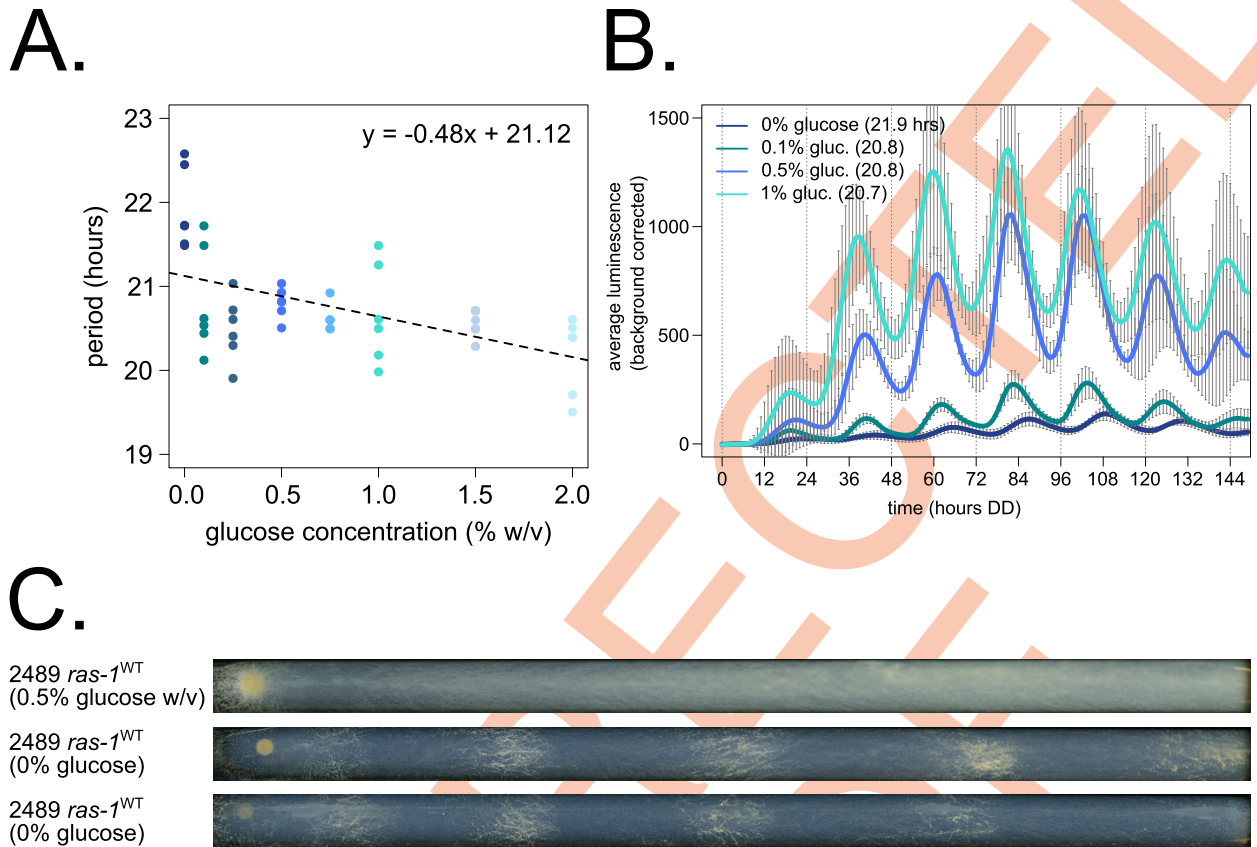 A.
B.
23
22
21
20
19
period (hours)
y = -0.48x + 21.12
0.0 0.5 1.0 1.5 2.0
glucose concentration (% w/v)
1500
1000
500
0
average luminescence
(background corrected)
0% glucose (21.9 hrs)
0.1% gluc. (20.8)
0.5% gluc. (20.8)
1% gluc. (20.7)
0 12 24 36 48 60 72 84 96 108 120 132 144
time (hours DD)
C.
2489 ras-1WT
(0.5% glucose w/v)
2489 ras-1WT
(0% glucose)
2489 ras-1WT
(0% glucose)